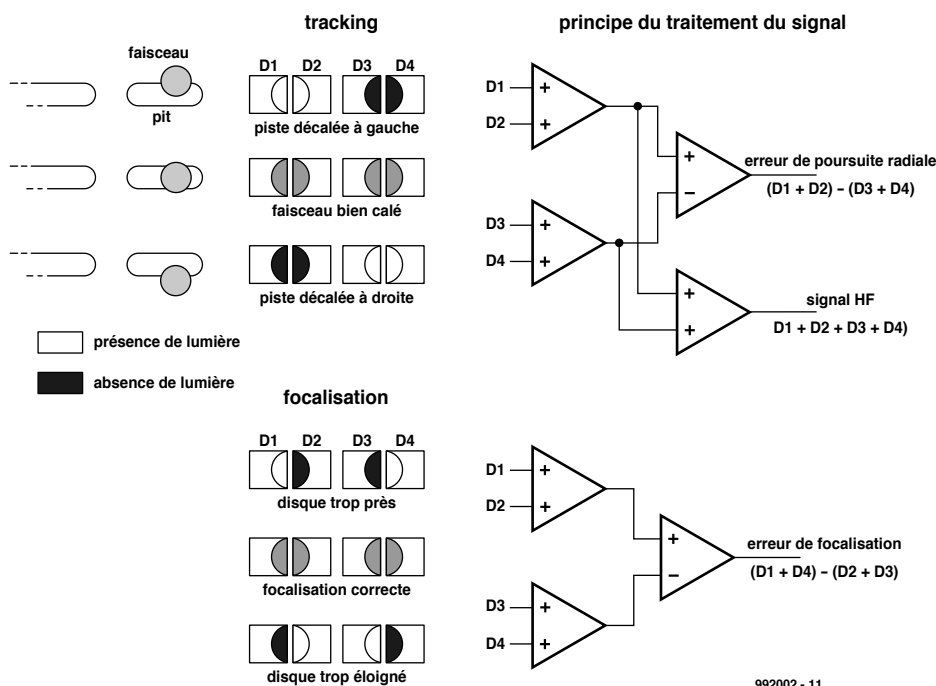 tracking
principe du traitement du signal
faisceau
pit
D1 D2 D3 D4
piste décalée à gauche
faisceau bien calé
piste décalée à droite
présence de lumière
absence de lumière
D1
+
D2
+
D3
+
D4
+
+
−
erreur de poursuite radiale
(D1 + D2) − (D3 + D4)
+
+
signal HF
D1 + D2 + D3 + D4)
focalisation
D1 D2 D3 D4
disque trop près
focalisation correcte
disque trop éloigné
D1
+
D2
+
D3
+
D4
+
+
−
erreur de focalisation
(D1 + D4) − (D2 + D3)
992002 - 11